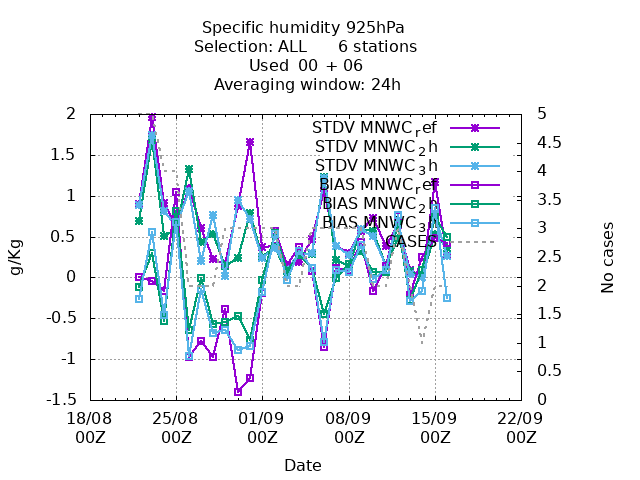 Specific humidity 925hPa
Selection: ALL      6 stations
Used  00 + 06
Averaging window: 24h
2
1.5
1
0.5
0
-0.5
-1
-1.5
g/Kg
5
4.5
4
3.5
3
2.5
2
1.5
1
0.5
0
No cases
STDV MNWC_ref
STDV MNWC_2h
STDV MNWC_3h
BIAS MNWC_ref
BIAS MNWC_2h
BIAS MNWC_3h
CASES
18/08 25/08 01/09 08/09 15/09 22/09
00Z 00Z 00Z 00Z 00Z 00Z
Date